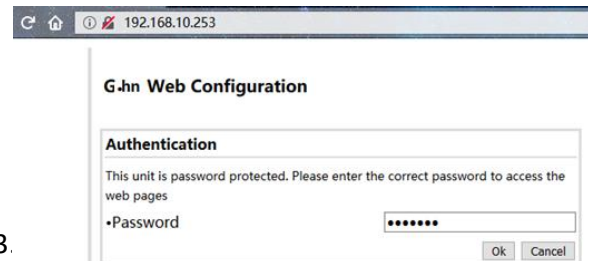 192.168.10.253
G.hn Web Configuration
Authentication
This unit is password protected. Please enter the correct password to access the
web pages
•Password •••••••
3.
Ok Cancel